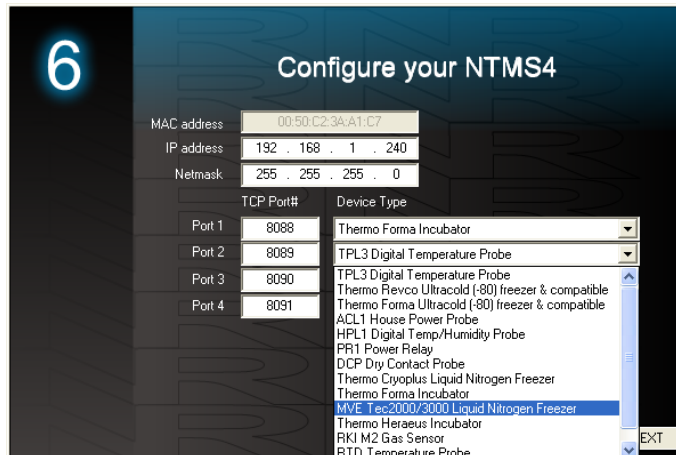 6
Configure your NTMS4
MAC address 00:50:C2:3A:A1:C7
IP address 192 . 168 . 1 . 240
Netmask 255 . 255 . 255 . 0
TCP Port# Device Type
Port 1 8088 Thermo Forma Incubator
Port 2 8089 TPL3 Digital Temperature Probe
Port 3 8090
Port 4 8091
TPL3 Digital Temperature Probe
Thermo Revco Ultracold (-80) freezer & compatible
Thermo Forma Ultracold (-80) freezer & compatible
ACL1 House Power Probe
HPL1 Digital Temp/Humidity Probe
PR1 Power Relay
DCP Dry Contact Probe
Thermo Cryoplus Liquid Nitrogen Freezer
Thermo Forma Incubator
MVE Tec2000/3000 Liquid Nitrogen Freezer
Thermo Heraeus Incubator
RKI M2 Gas Sensor
RTD Temperature Probe
EXT